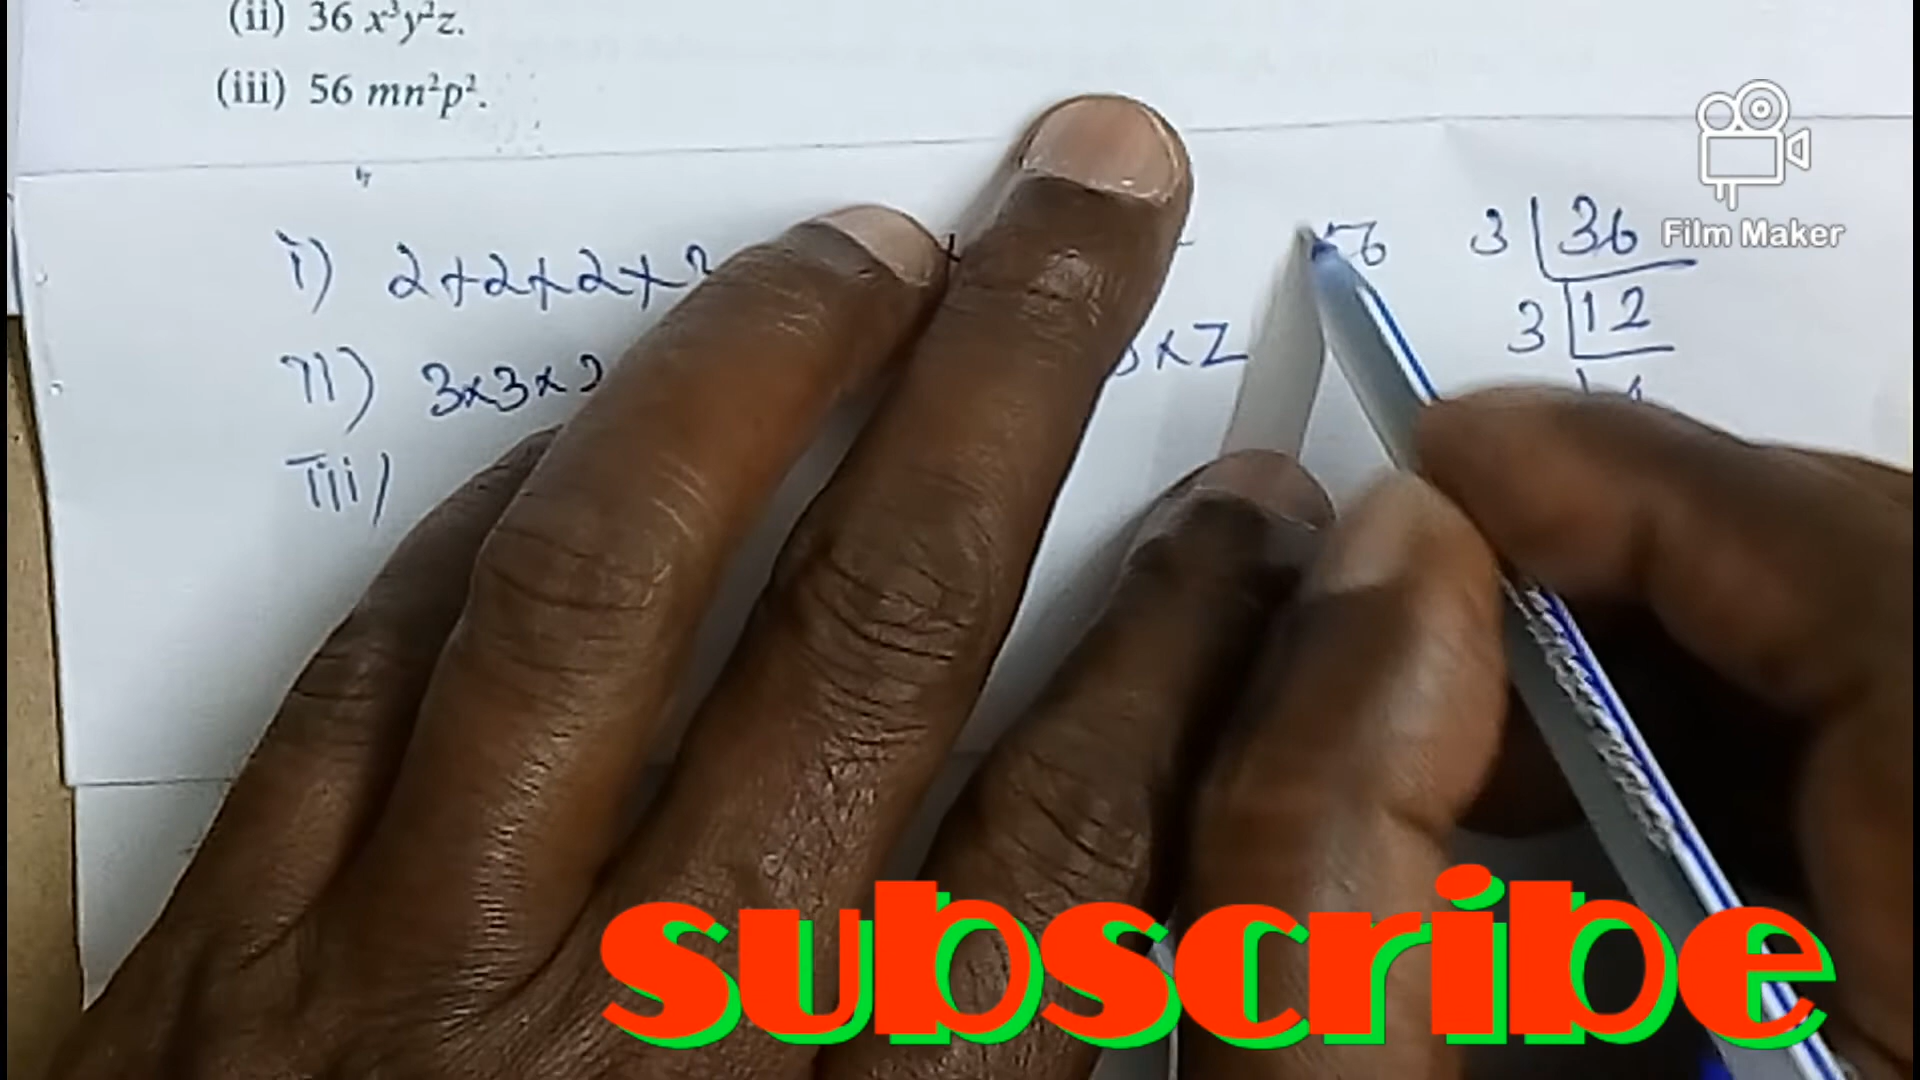 (ii) 36 x³y²z.
(iii) 56 mn²p².
Film Maker
i) 2×2×2×
56
3 36
3 12
ii) 3×3×
×z
iii)
subscribe